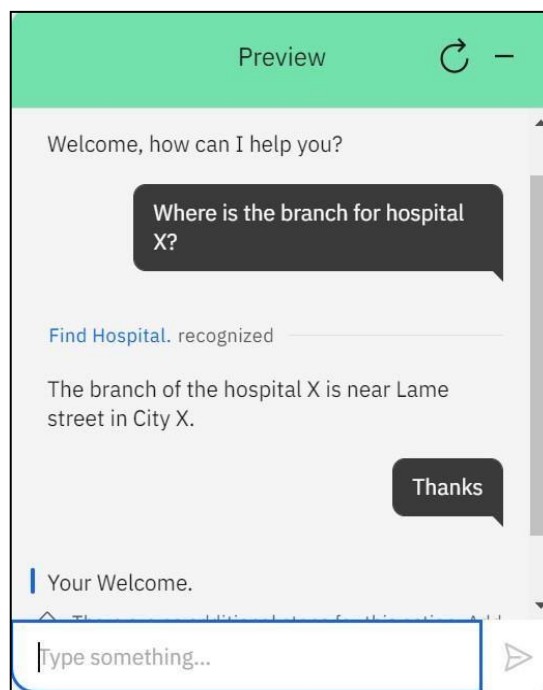 Preview
Welcome, how can I help you?
Where is the branch for hospital
X?
Find Hospital. recognized
The branch of the hospital X is near Lame
street in City X.
Thanks
Your Welcome.
Type something...